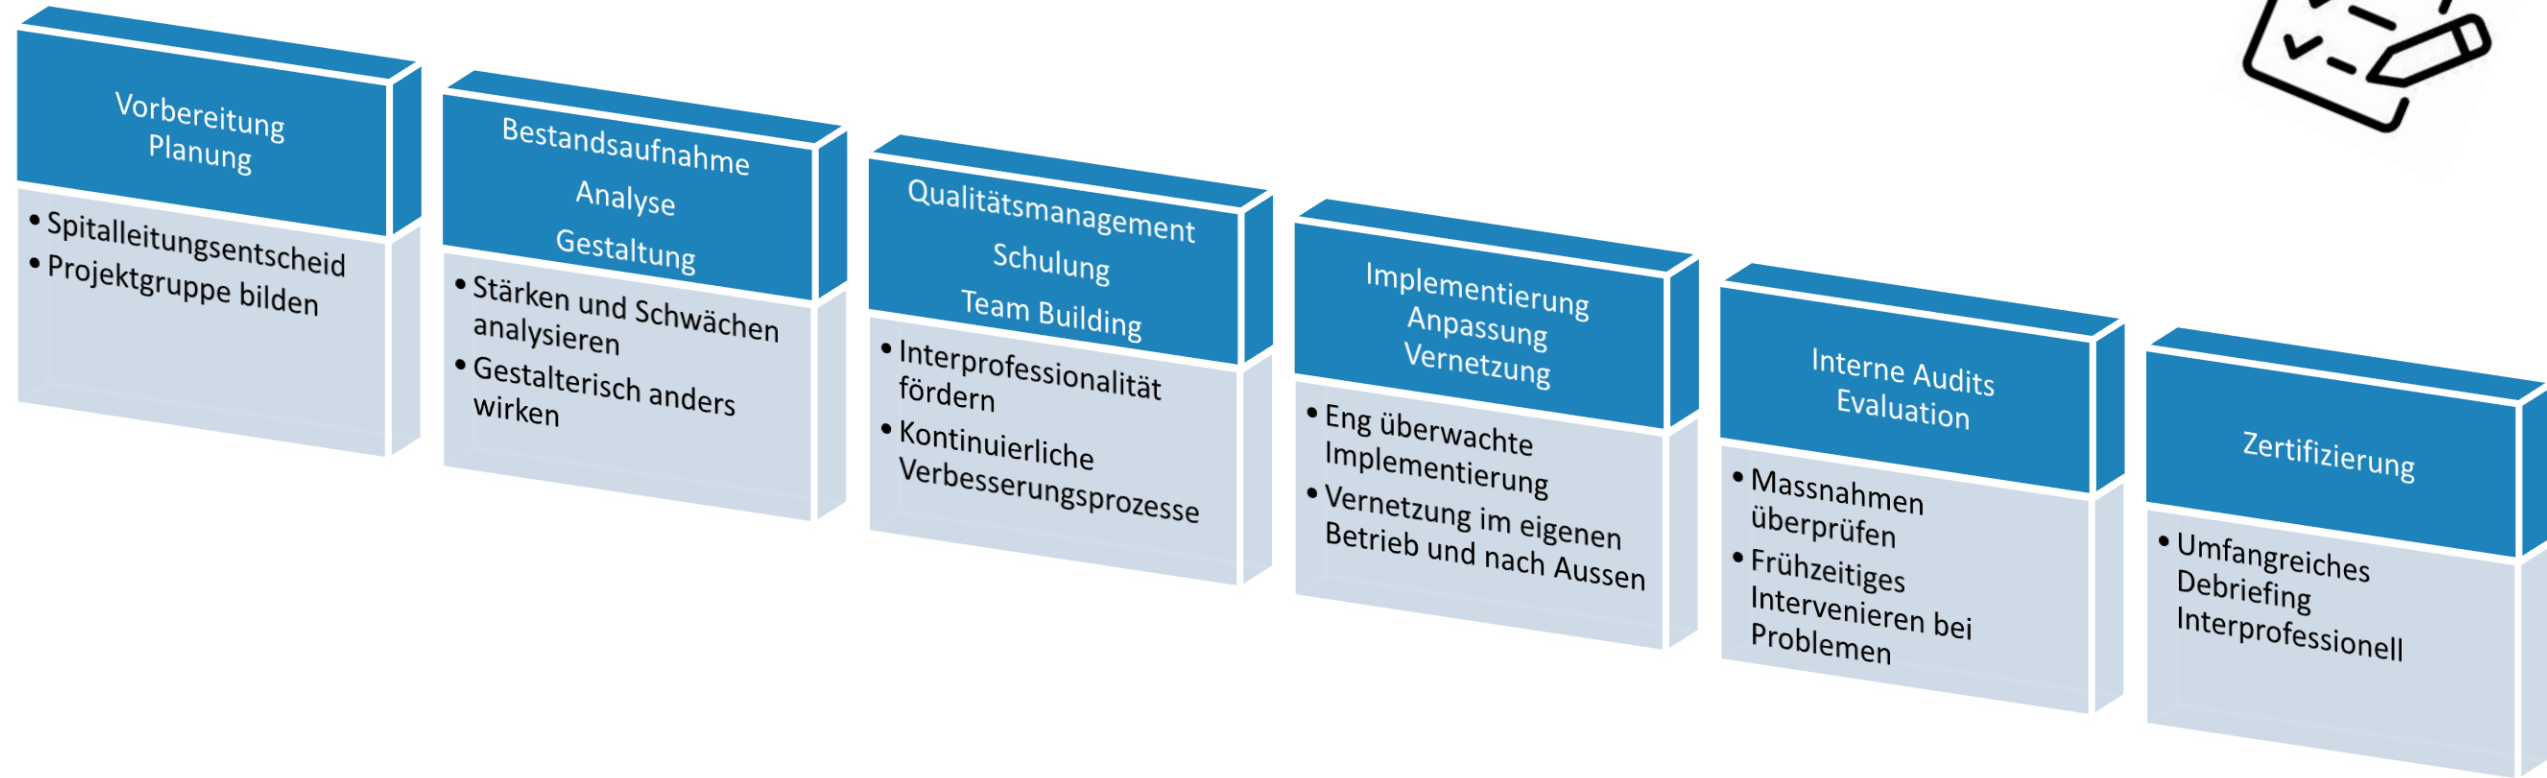 Vorbereitung
Planung
• Spitalleitungsentscheid
• Projektgruppe bilden
Bestandsaufnahme
Analyse
Gestaltung
• Stärken und Schwächen
analysieren
• Gestalterisch anders
wirken
Qualitätsmanagement
Schulung
Team Building
• Interprofessionalität
fördern
• Kontinuierliche
Verbesserungsprozesse
Implementierung
Anpassung
Vernetzung
• Eng überwachte
Implementierung
• Vernetzung im eigenen
Betrieb und nach Aussen
Interne Audits
Evaluation
• Massnahmen
überprüfen
• Frühzeitiges
Intervenieren bei
Problemen
Zertifizierung
• Umfangreiches
Debriefing
Interprofessionell